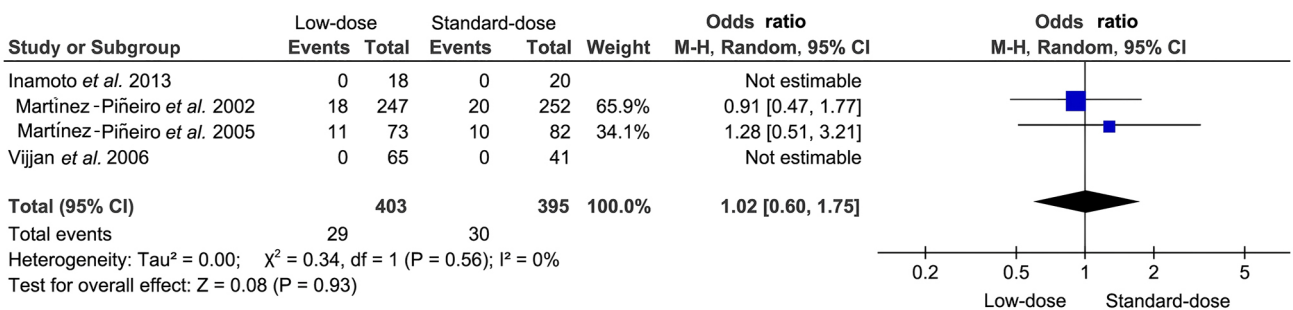 Low-dose Standard-dose Odds ratio Odds ratio
Study or Subgroup Events Total Events Total Weight M-H, Random, 95% CI M-H, Random, 95% CI
Inamoto et al. 2013 0 18 0 20 Not estimable
Martìnez-Piñeiro et al. 2002 18 247 20 252 65.9% 0.91 [0.47, 1.77]
Martínez-Piñeiro et al. 2005 11 73 10 82 34.1% 1.28 [0.51, 3.21]
Vijjan et al. 2006 0 65 0 41 Not estimable
Total (95% CI) 403 395 100.0% 1.02 [0.60, 1.75]
Total events 29 30
Heterogeneity: Tau² = 0.00; χ² = 0.34, df = 1 (P = 0.56); I² = 0%
Test for overall effect: Z = 0.08 (P = 0.93)
0.2 0.5 1 2 5
Low-dose Standard-dose